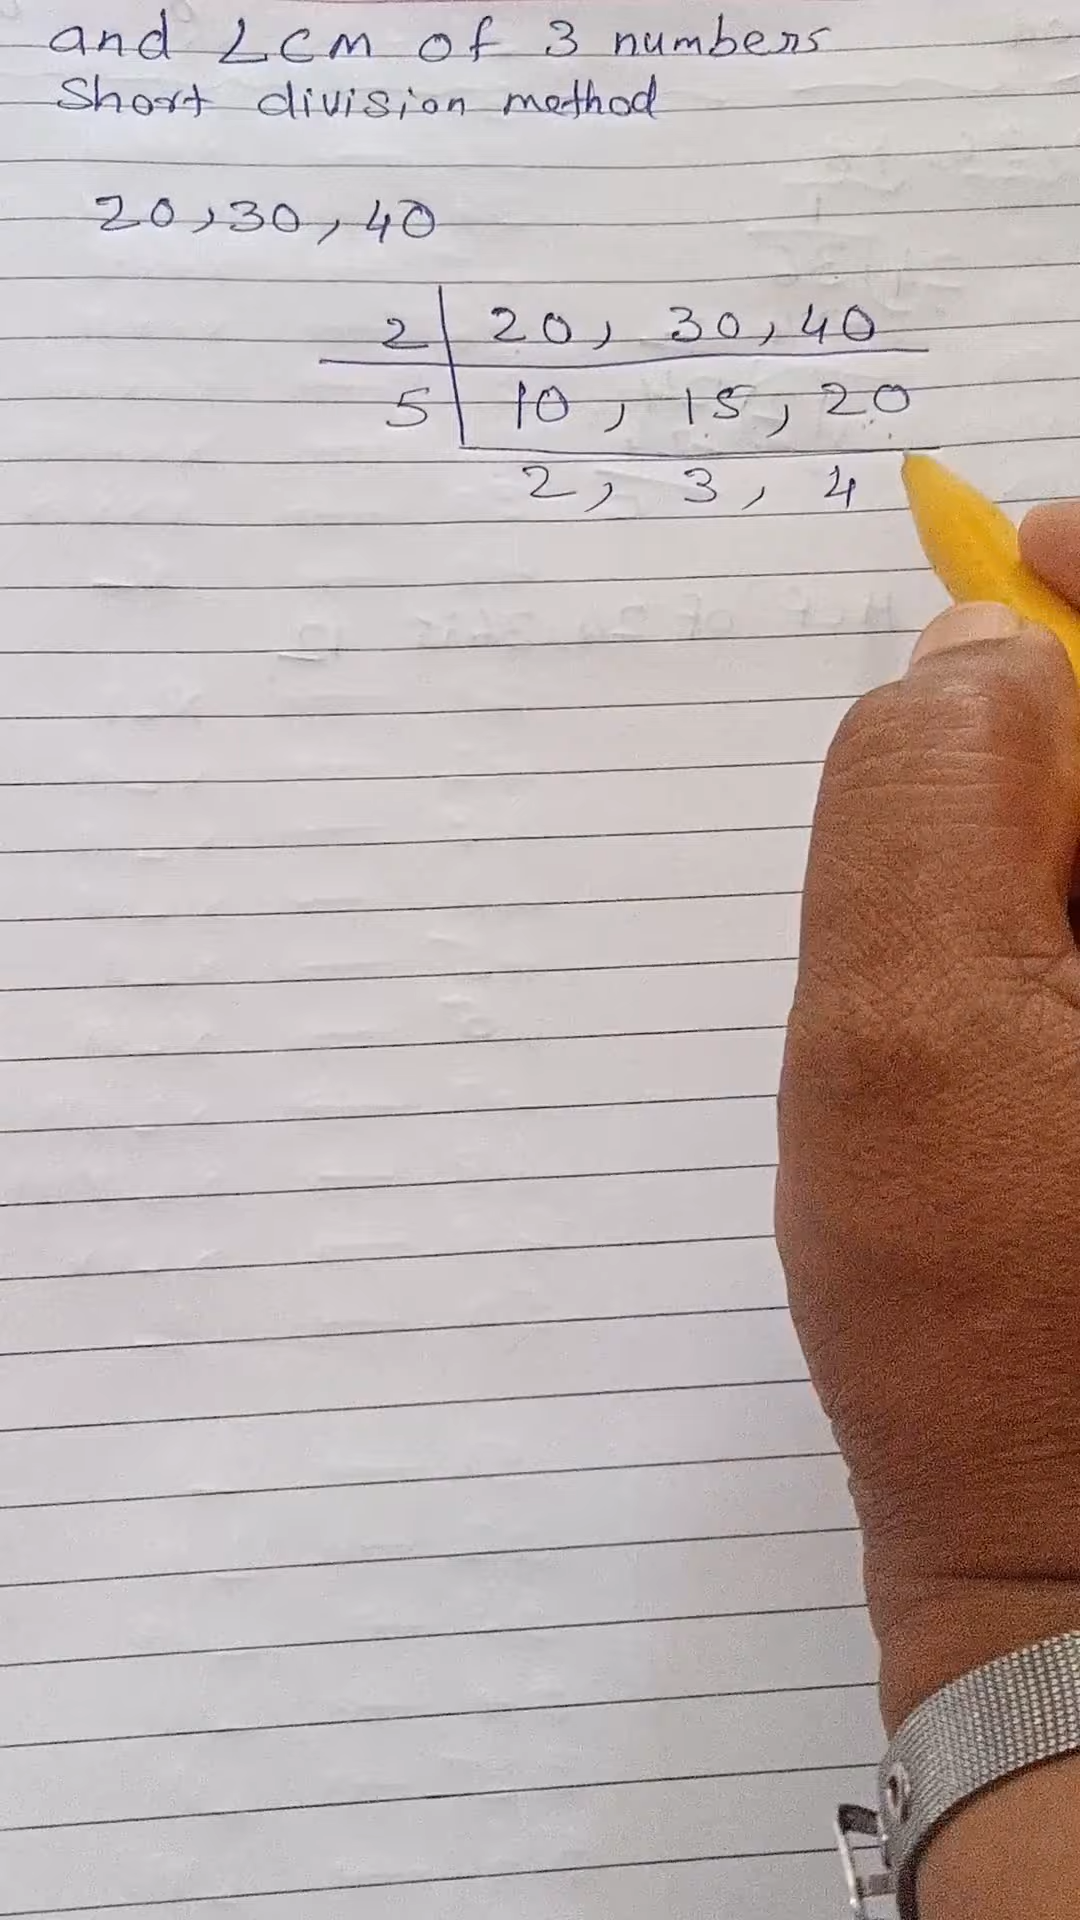 and LCM of 3 numbers
Short division method
20, 30, 40
2 20, 30, 40
5 10, 15, 20
2, 3, 4